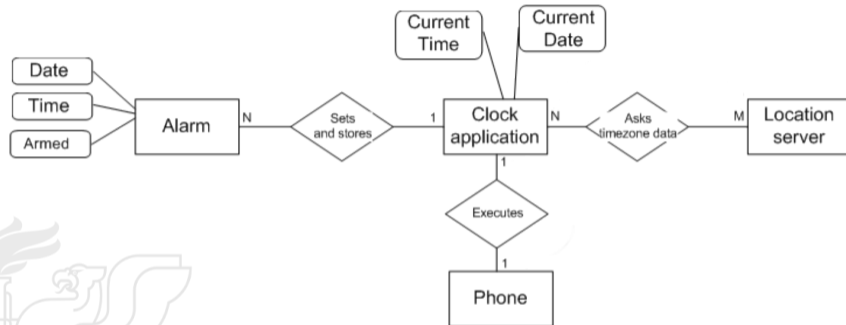 Current
Time
Current
Date
Date
Time
Armed
Alarm
N
Sets
and stores
1
Clock
application
N
Asks
timezone data
M
Location
server
1
Executes
1
Phone